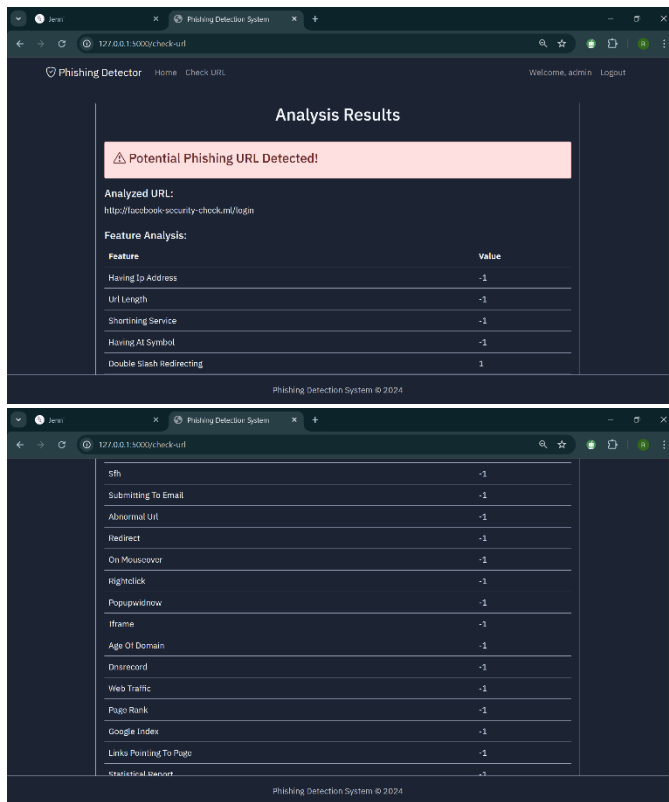 Jenni
Phishing Detection System
127.0.0.1:5000/check-url
Phishing Detector Home Check URL Welcome, admin Logout
Analysis Results
Potential Phishing URL Detected!
Analyzed URL:
http://facebook-security-check.ml/login
Feature Analysis:
Feature Value
Having Ip Address -1
Url Length -1
Shortining Service -1
Having At Symbol -1
Double Slash Redirecting 1
Phishing Detection System © 2024
Jenni
Phishing Detection System
127.0.0.1:5000/check-url
Sfh -1
Submitting To Email -1
Abnormal Url -1
Redirect -1
On Mouseover -1
Rightclick -1
Popupwidnow -1
Iframe -1
Age Of Domain -1
Dnsrecord -1
Web Traffic -1
Page Rank -1
Google Index -1
Links Pointing To Page -1
Statistical Report -1
Phishing Detection System © 2024